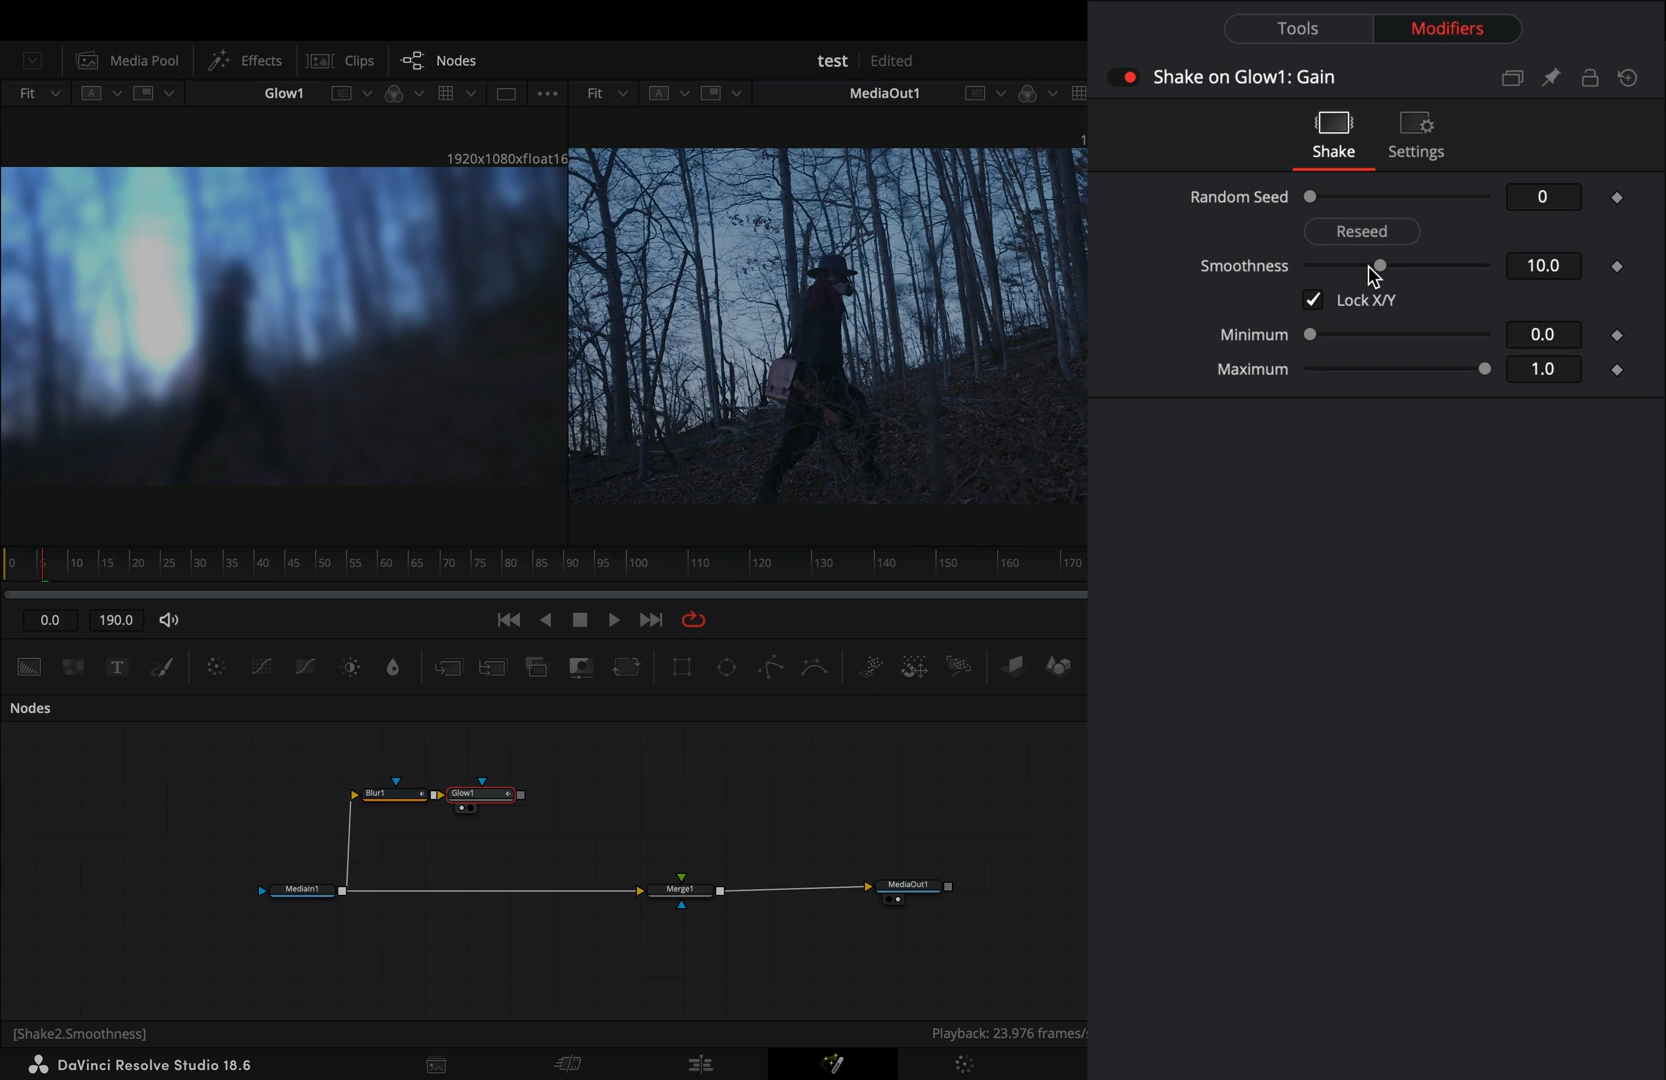 Tools Modifiers
Media Pool Effects Clips Nodes test Edited
Shake on Glow1: Gain
Fit A Glow1 Fit A MediaOut1
1920x1080xfloat16 1
Shake Settings
Random Seed 0
Reseed
Smoothness 10.0
Lock X/Y
Minimum 0.0
Maximum 1.0
0 5 10 15 20 25 30 35 40 45 50 55 60 65 70 75 80 85 90 95 100 110 120 130 140 150 160 170
0.0 190.0
T
Nodes
Blur1 Glow1
MediaIn1 Merge1 MediaOut1
[Shake2.Smoothness] Playback: 23.976 frames/
DaVinci Resolve Studio 18.6